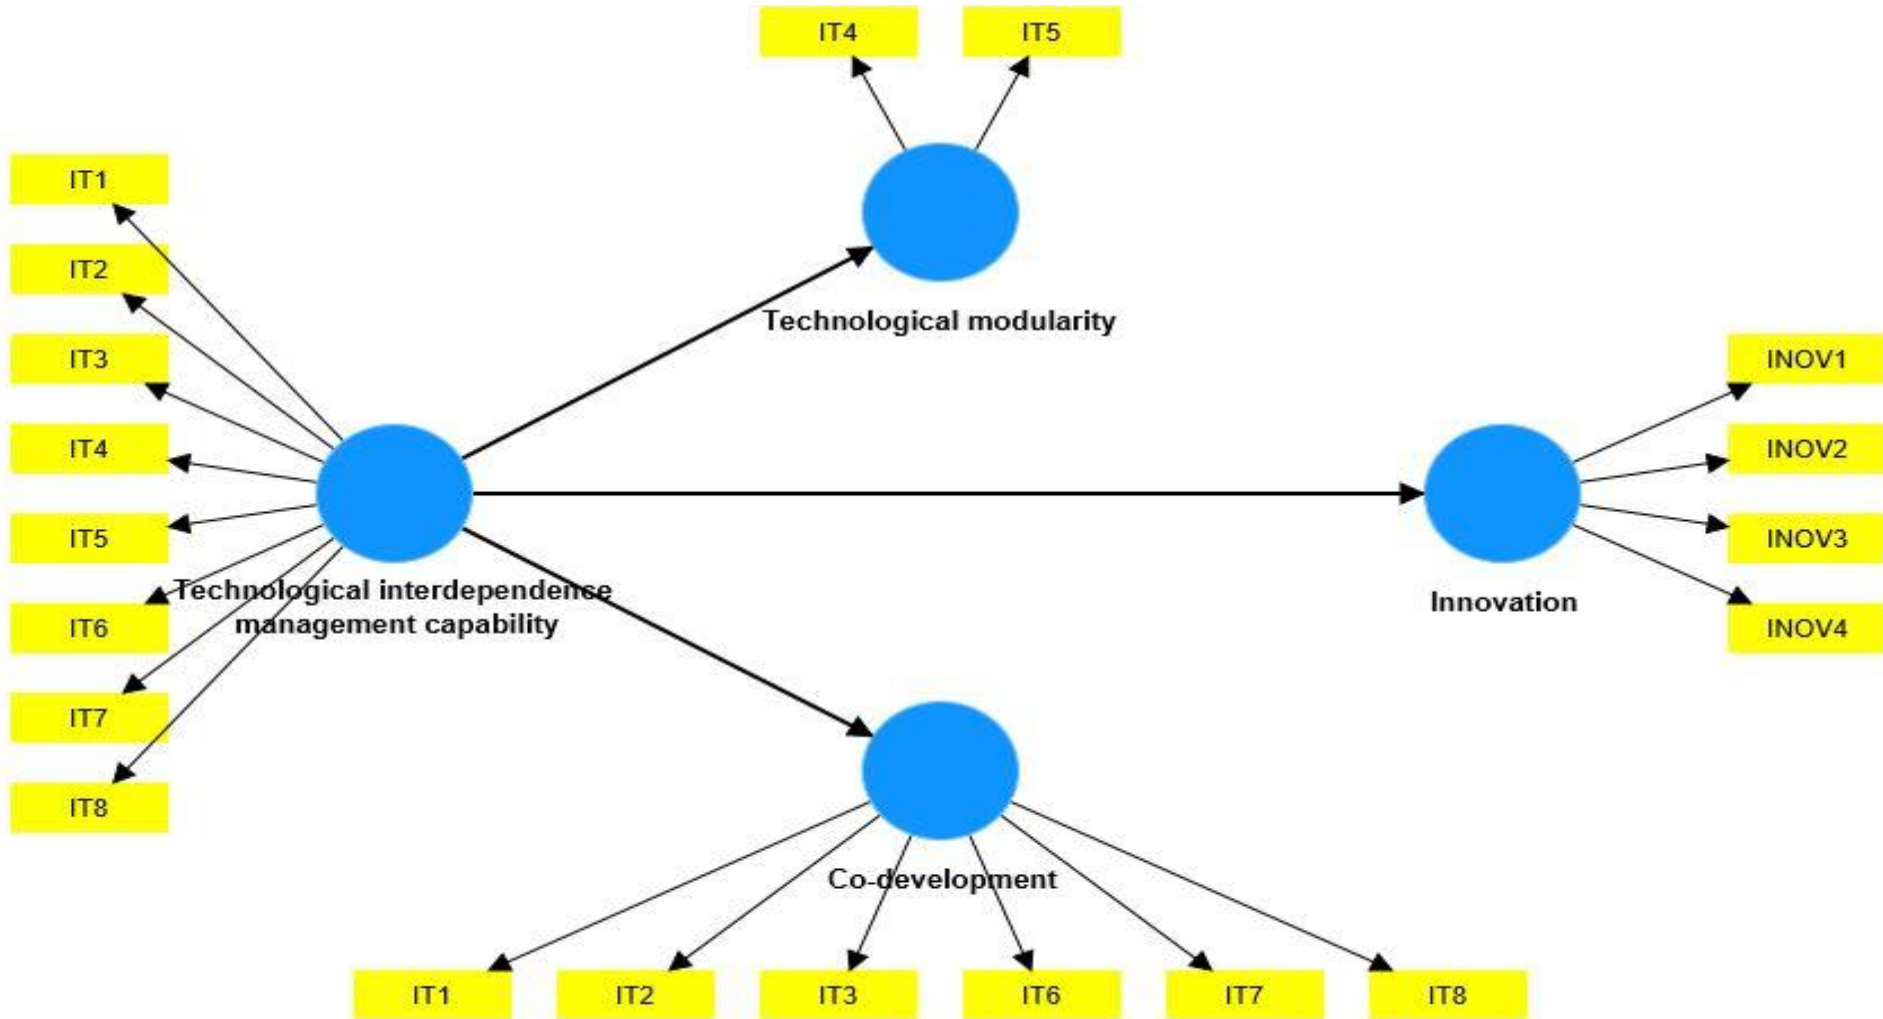 IT4
IT5
IT1
IT2
IT3
IT4
IT5
IT6
IT7
IT8
Technological modularity
Technological interdependence
management capability
INOV1
INOV2
INOV3
INOV4
Innovation
Co-development
IT1
IT2
IT3
IT6
IT7
IT8